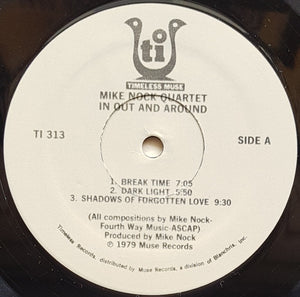 ti
TIMELESS MUSE
MIKE NOCK QUARTET
IN OUT AND AROUND
TI 313
SIDE A
1. BREAK TIME 7:05
2. DARK LIGHT 5:50
3. SHADOWS OF FORGOTTEN LOVE 9:30
(All compositions by Mike Nock-
Fourth Way Music-ASCAP)
Produced by Mike Nock
℗ 1979 Muse Records
Timeless Records, distributed by Muse Records, a division of Blanchris, Inc.